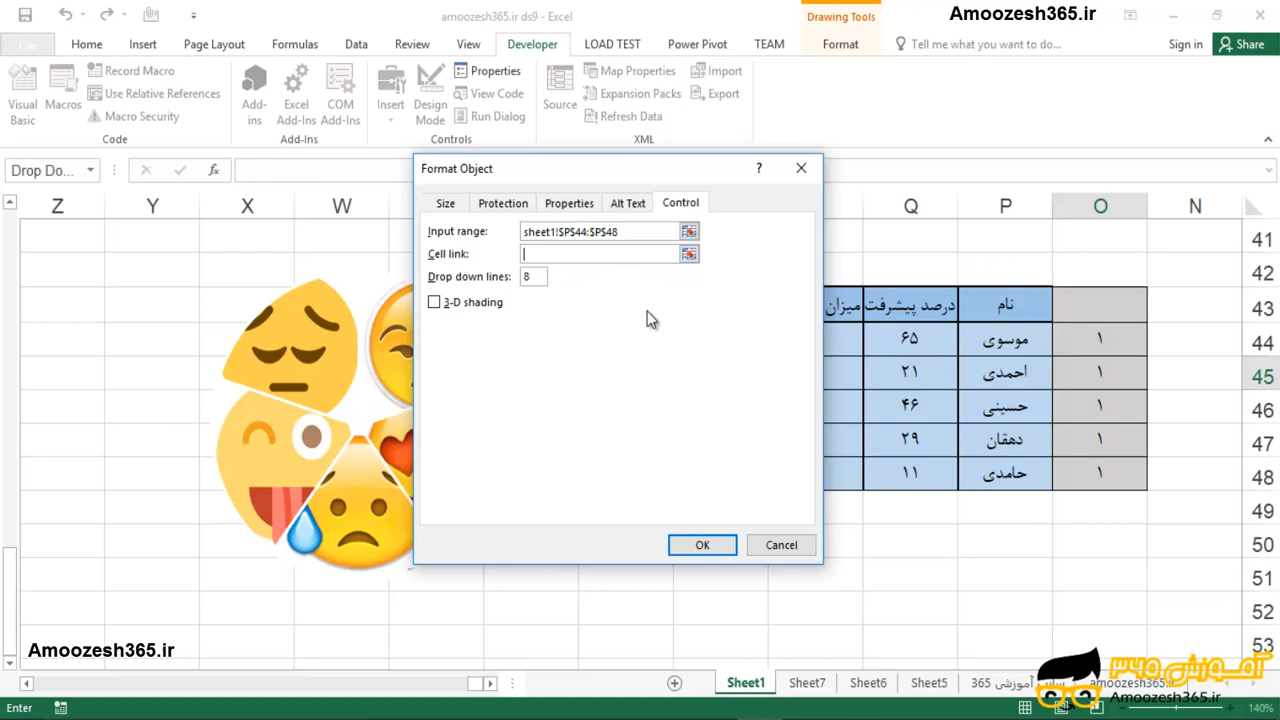 amoozesh365.ir ds9 - Excel
Drawing Tools
Amoozesh365.ir
File
Home
Insert
Page Layout
Formulas
Data
Review
View
Developer
LOAD TEST
Power Pivot
TEAM
Format
Tell me what you want to do...
Sign in
Share
Visual Basic
Macros
Record Macro
Use Relative References
Macro Security
Code
Add-ins
Excel Add-Ins
COM Add-Ins
Add-Ins
Insert
Design Mode
Properties
View Code
Run Dialog
Controls
Source
Map Properties
Expansion Packs
Refresh Data
Import
Export
XML
Drop Do...
fx
Format Object
?
Size
Protection
Properties
Alt Text
Control
Input range:
sheet1!$P$44:$P$48
Cell link:
Drop down lines:
8
3-D shading
OK
Cancel
Z
Y
X
W
Q
P
O
N
41
42
میزان
درصد پیشرفت
نام
43
۶۵
موسوی
۱
44
۲۱
احمدی
۱
45
۴۶
حسینی
۱
46
۲۹
دهقان
۱
47
۱۱
حامدی
۱
48
49
50
51
52
53
Amoozesh365.ir
Sheet1
Sheet7
Sheet6
Sheet5
آموزشی 365
amoozesh365.ir
آموزش ۳۶۵
Amoozesh365.ir
Enter
140%